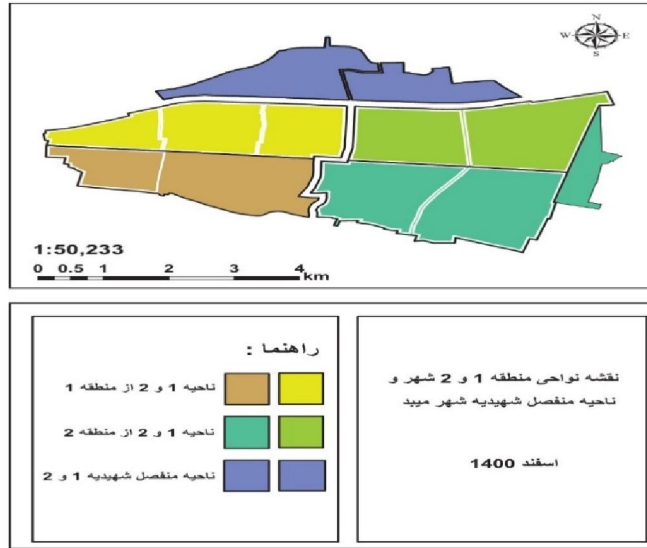 N
W E
S
1:50,233
0 0.5 1 2 3 4
km
راهنما :
ناحیه 1 و 2 از منطقه 1
ناحیه 1 و 2 از منطقه 2
ناحیه منفصل شهیدیه 1 و 2
نقشه نواحی منطقه 1 و 2 شهر و
ناحیه منفصل شهیدیه شهر میبد
اسفند 1400